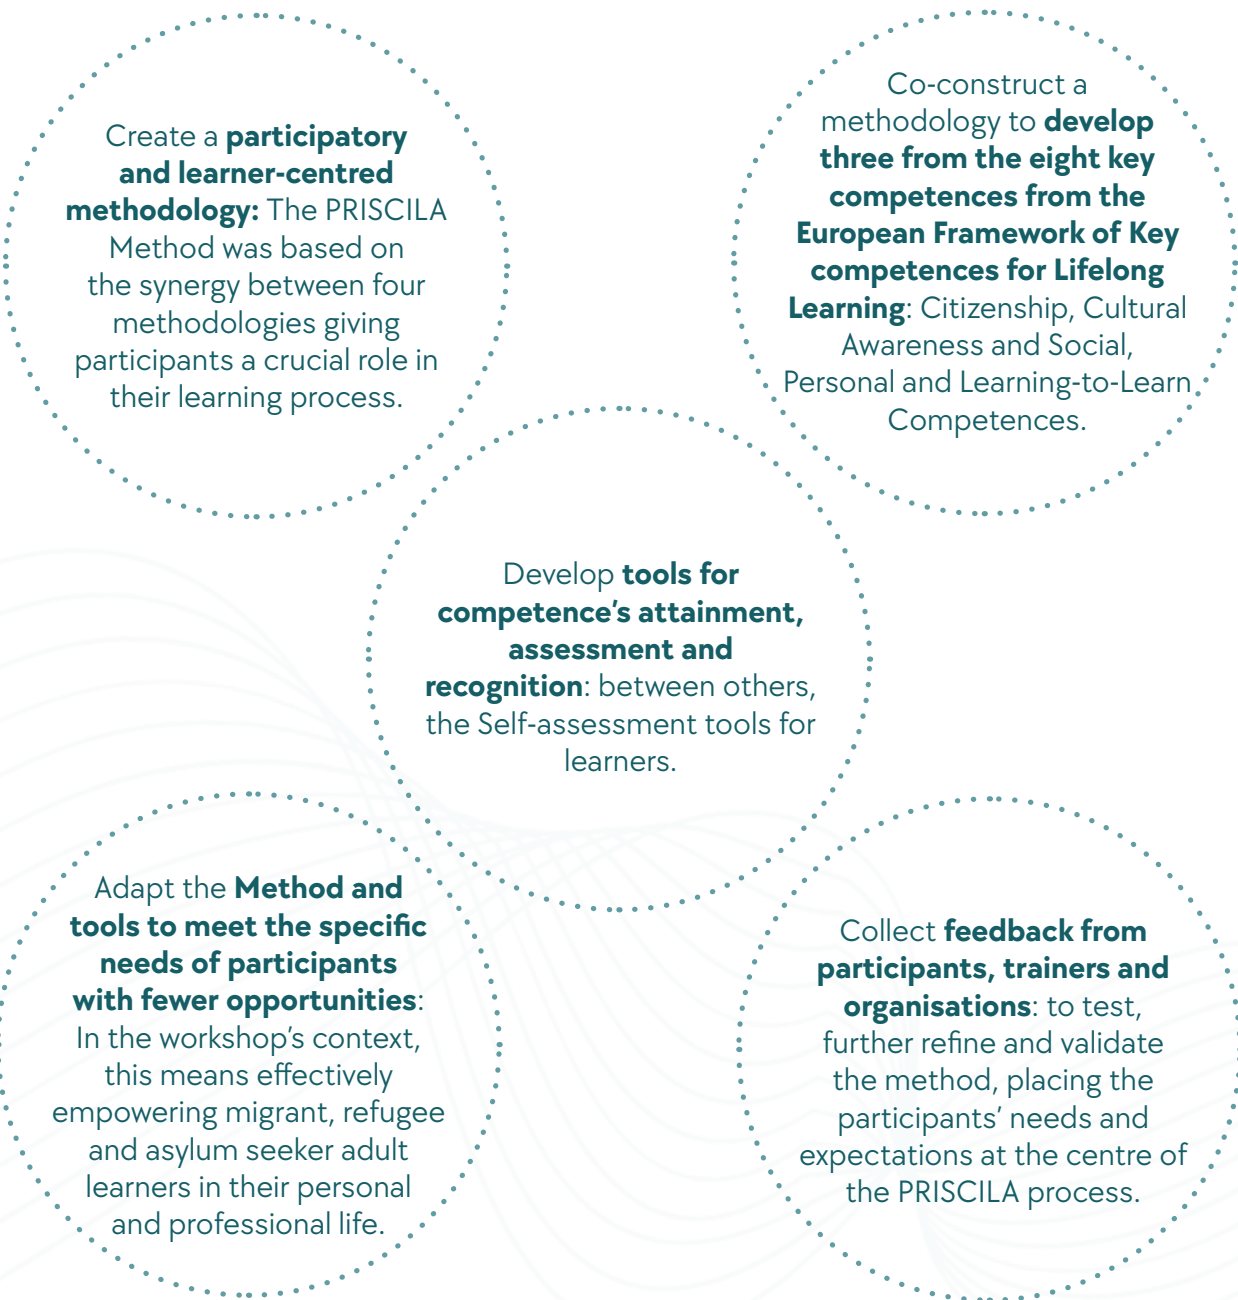 Create a participatory
and learner-centred
methodology: The PRISCILA
Method was based on
the synergy between four
methodologies giving
participants a crucial role in
their learning process.
Co-construct a
methodology to develop
three from the eight key
competences from the
European Framework of Key
competences for Lifelong
Learning: Citizenship, Cultural
Awareness and Social,
Personal and Learning-to-Learn
Competences.
Develop tools for
competence's attainment,
assessment and
recognition: between others,
the Self-assessment tools for
learners.
Adapt the Method and
tools to meet the specific
needs of participants
with fewer opportunities:
In the workshop's context,
this means effectively
empowering migrant, refugee
and asylum seeker adult
learners in their personal
and professional life.
Collect feedback from
participants, trainers and
organisations: to test,
further refine and validate
the method, placing the
participants' needs and
expectations at the centre of
the PRISCILA process.